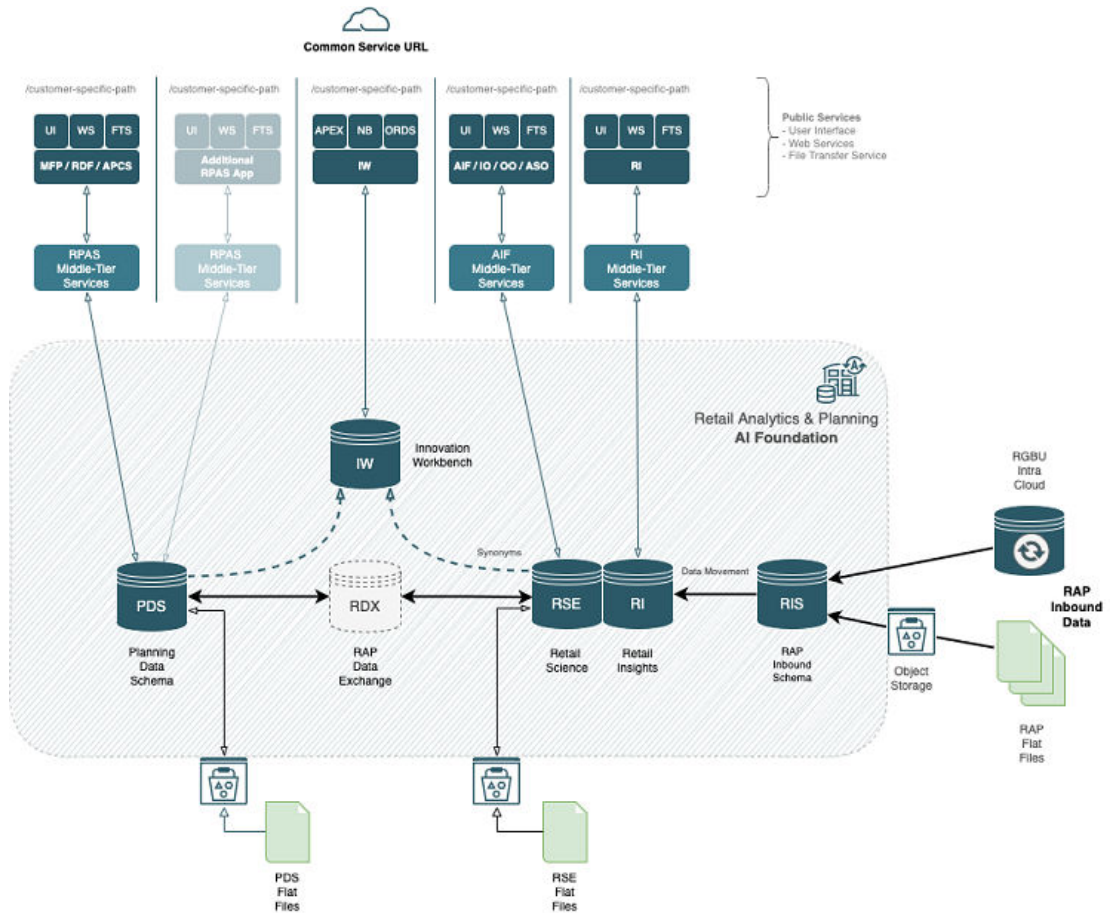 Common Service URL
/customer-specific-path
/customer-specific-path
/customer-specific-path
/customer-specific-path
/customer-specific-path
UI WS FTS
UI WS FTS
APEX NB ORDS
UI WS FTS
UI WS FTS
MFP / RDF / APCS
Additional
RPAS App
IW
AIF / IO / OO / ASO
RI
Public Services
- User Interface
- Web Services
- File Transfer Service
RPAS
Middle-Tier
Services
RPAS
Middle-Tier
Services
AIF
Middle-Tier
Services
RI
Middle-Tier
Services
A
Retail Analytics & Planning
AI Foundation
IW
Innovation
Workbench
RGBU
Intra
Cloud
Synonyms
Data Movement
PDS
RDX
RSE
RI
RIS
RAP
Inbound
Data
Planning
Data
Schema
RAP
Data
Exchange
Retail
Science
Retail
Insights
RAP
Inbound
Schema
Object
Storage
RAP
Flat
Files
PDS
Flat
Files
RSE
Flat
Files